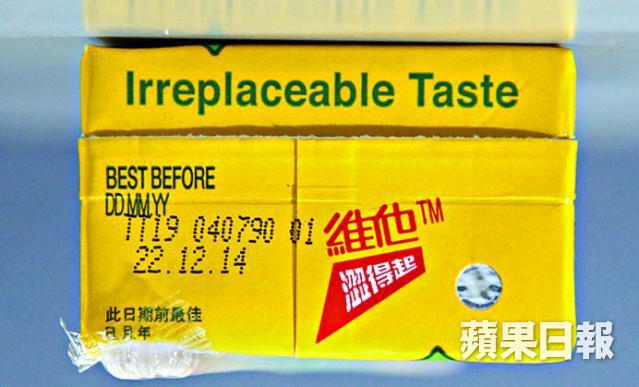 Irreplaceable Taste
BEST BEFORE
DD.MM.YY
1119 040790 01
22.12.14
維他™
澀得起
此日期前最佳
日.月.年
蘋果日報